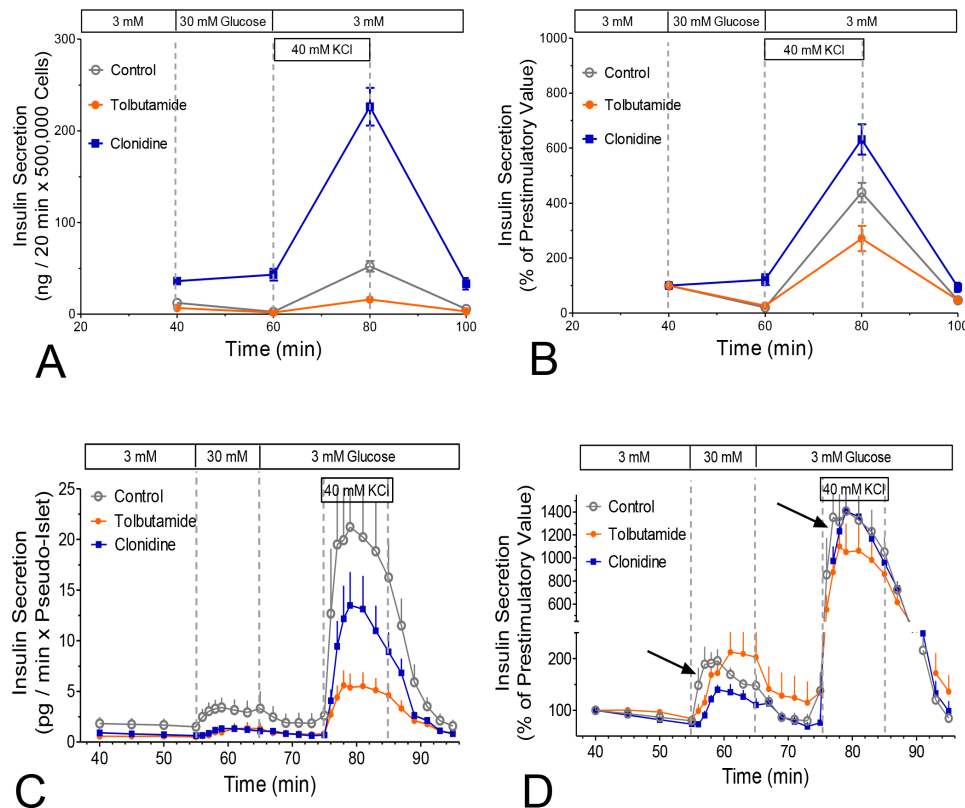 3 mM 30 mM Glucose 3 mM
40 mM KCl
300
200
100
0
Insulin Secretion
(ng / 20 min x 500,000 Cells)
Control
Tolbutamide
Clonidine
20 40 60 80 100
Time (min)
A
3 mM 30 mM Glucose 3 mM
40 mM KCl
1000
800
600
400
200
100
0
Insulin Secretion
(% of Prestimulatory Value)
Control
Tolbutamide
Clonidine
20 40 60 80 100
Time (min)
B
3 mM 30 mM 3 mM Glucose
40 mM KCl
25
20
15
10
5
0
Insulin Secretion
(pg / min x Pseudo-Islet)
Control
Tolbutamide
Clonidine
40 50 60 70 80 90
Time (min)
C
3 mM 30 mM 3 mM Glucose
40 mM KCl
1400
1200
1000
800
600
200
100
Insulin Secretion
(% of Prestimulatory Value)
Control
Tolbutamide
Clonidine
40 50 60 70 80 90
Time (min)
D